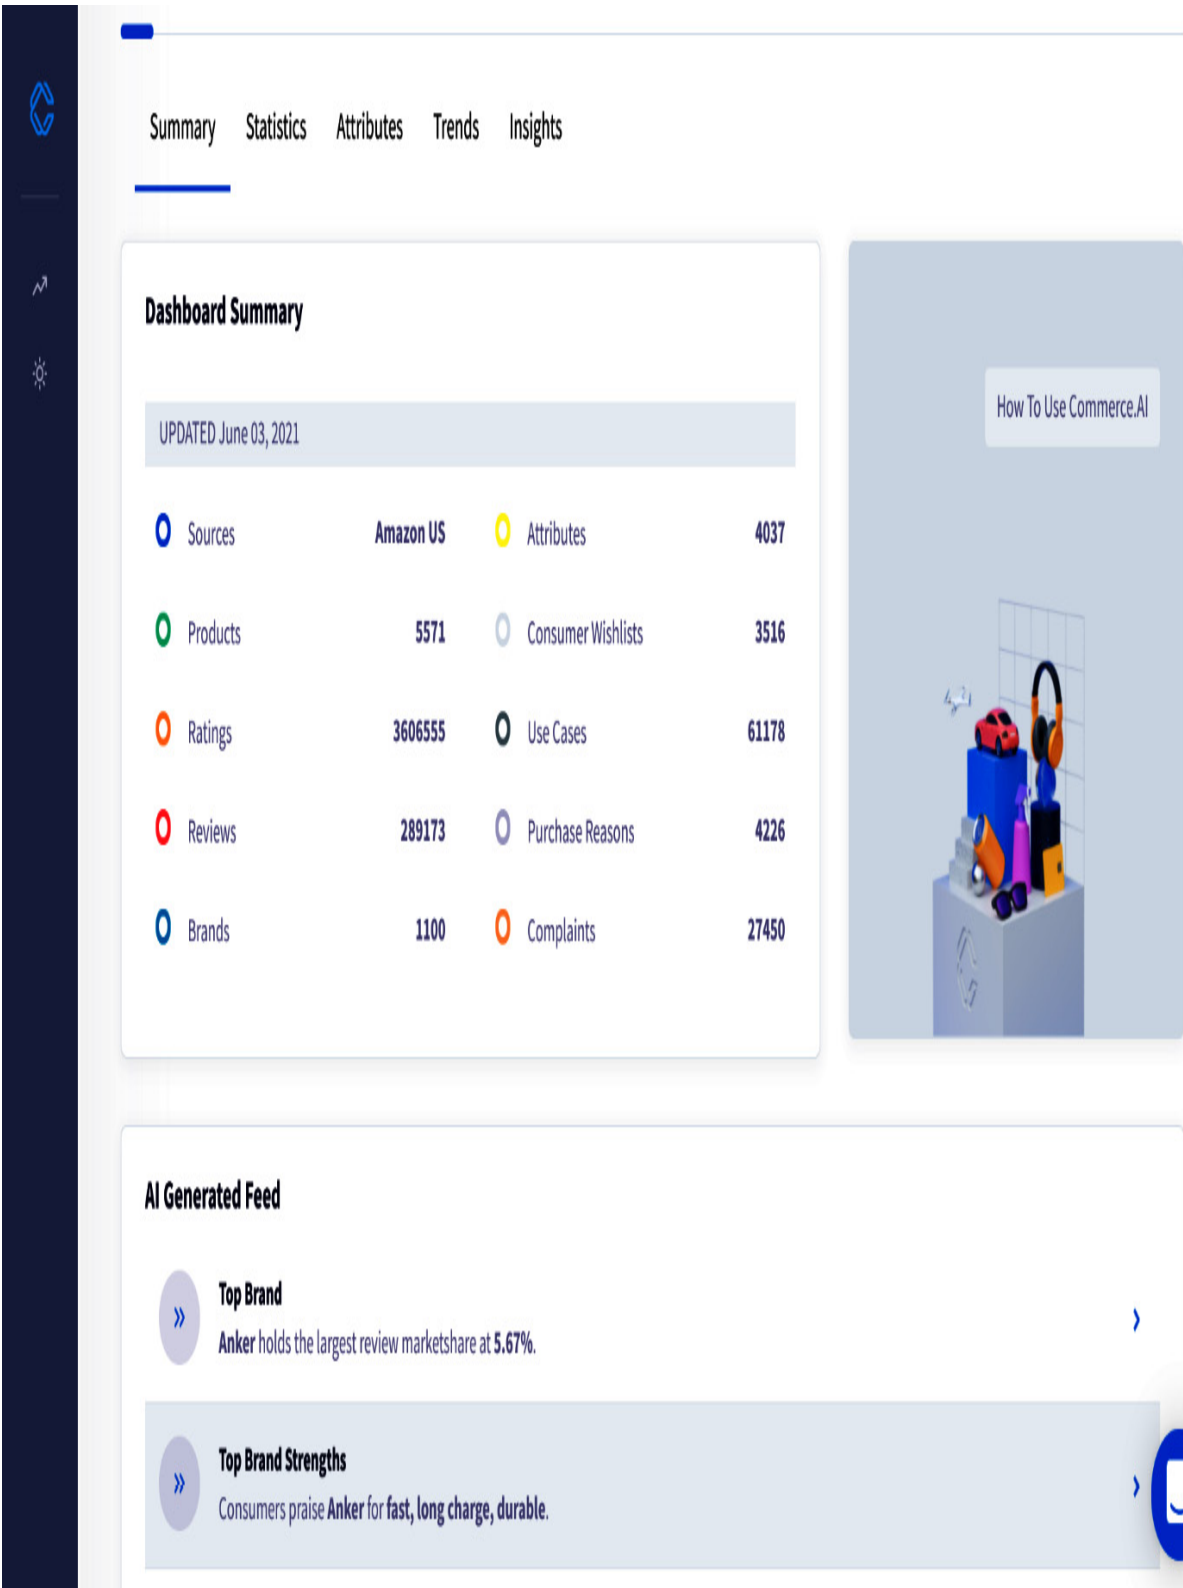 Summary Statistics Attributes Trends Insights
Dashboard Summary
UPDATED June 03, 2021
Sources Amazon US Attributes 4037
Products 5571 Consumer Wishlists 3516
Ratings 3606555 Use Cases 61178
Reviews 289173 Purchase Reasons 4226
Brands 1100 Complaints 27450
How To Use Commerce.AI
AI Generated Feed
Top Brand
Anker holds the largest review marketshare at 5.67%.
Top Brand Strengths
Consumers praise Anker for fast, long charge, durable.